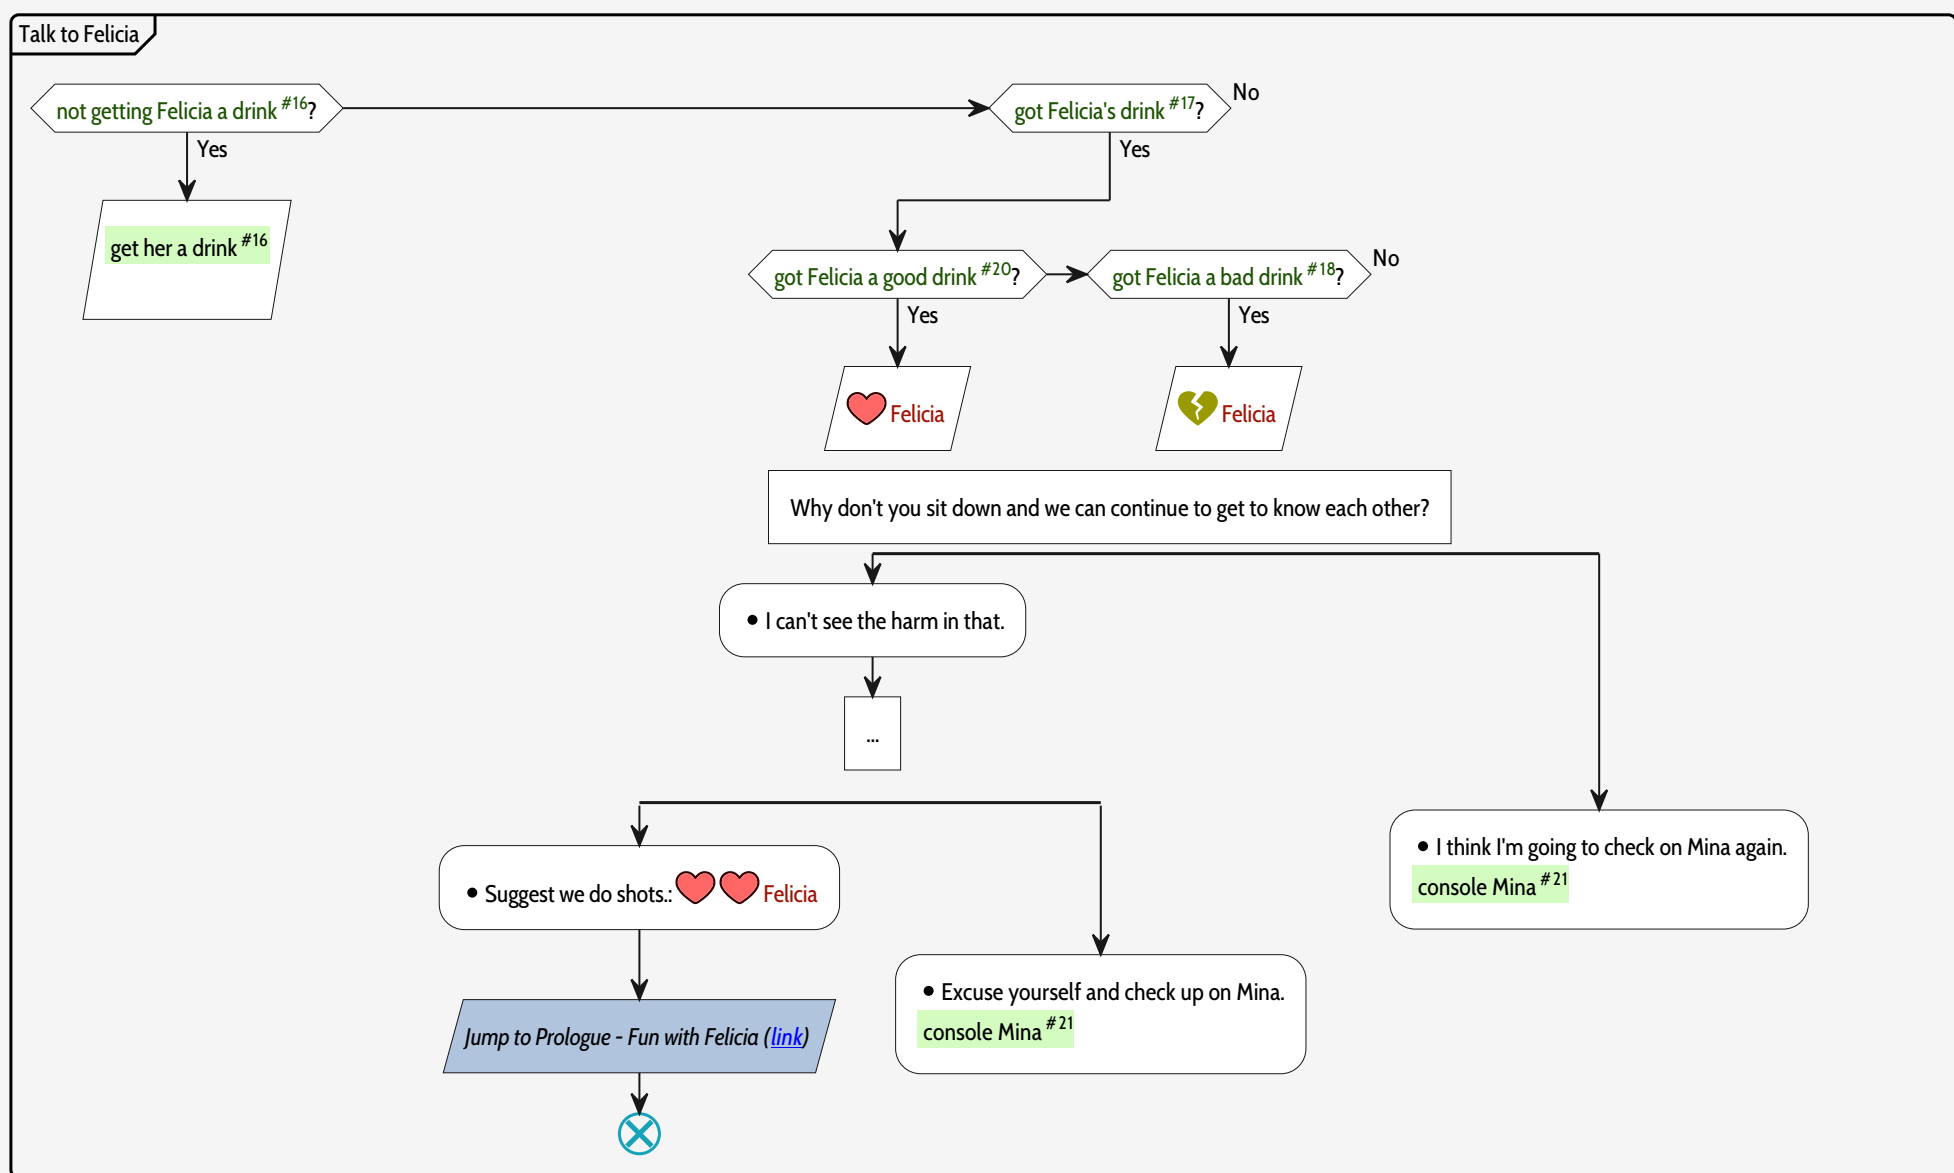 Talk to Felicia
not getting Felicia a drink #16?
got Felicia's drink #17?
No
Yes
Yes
get her a drink #16
got Felicia a good drink #20?
got Felicia a bad drink #18?
No
Yes
Yes
Felicia
Felicia
Why don't you sit down and we can continue to get to know each other?
• I can't see the harm in that.
...
• Suggest we do shots.: Felicia
• I think I'm going to check on Mina again.
console Mina #21
• Excuse yourself and check up on Mina.
console Mina #21
Jump to Prologue - Fun with Felicia (link)